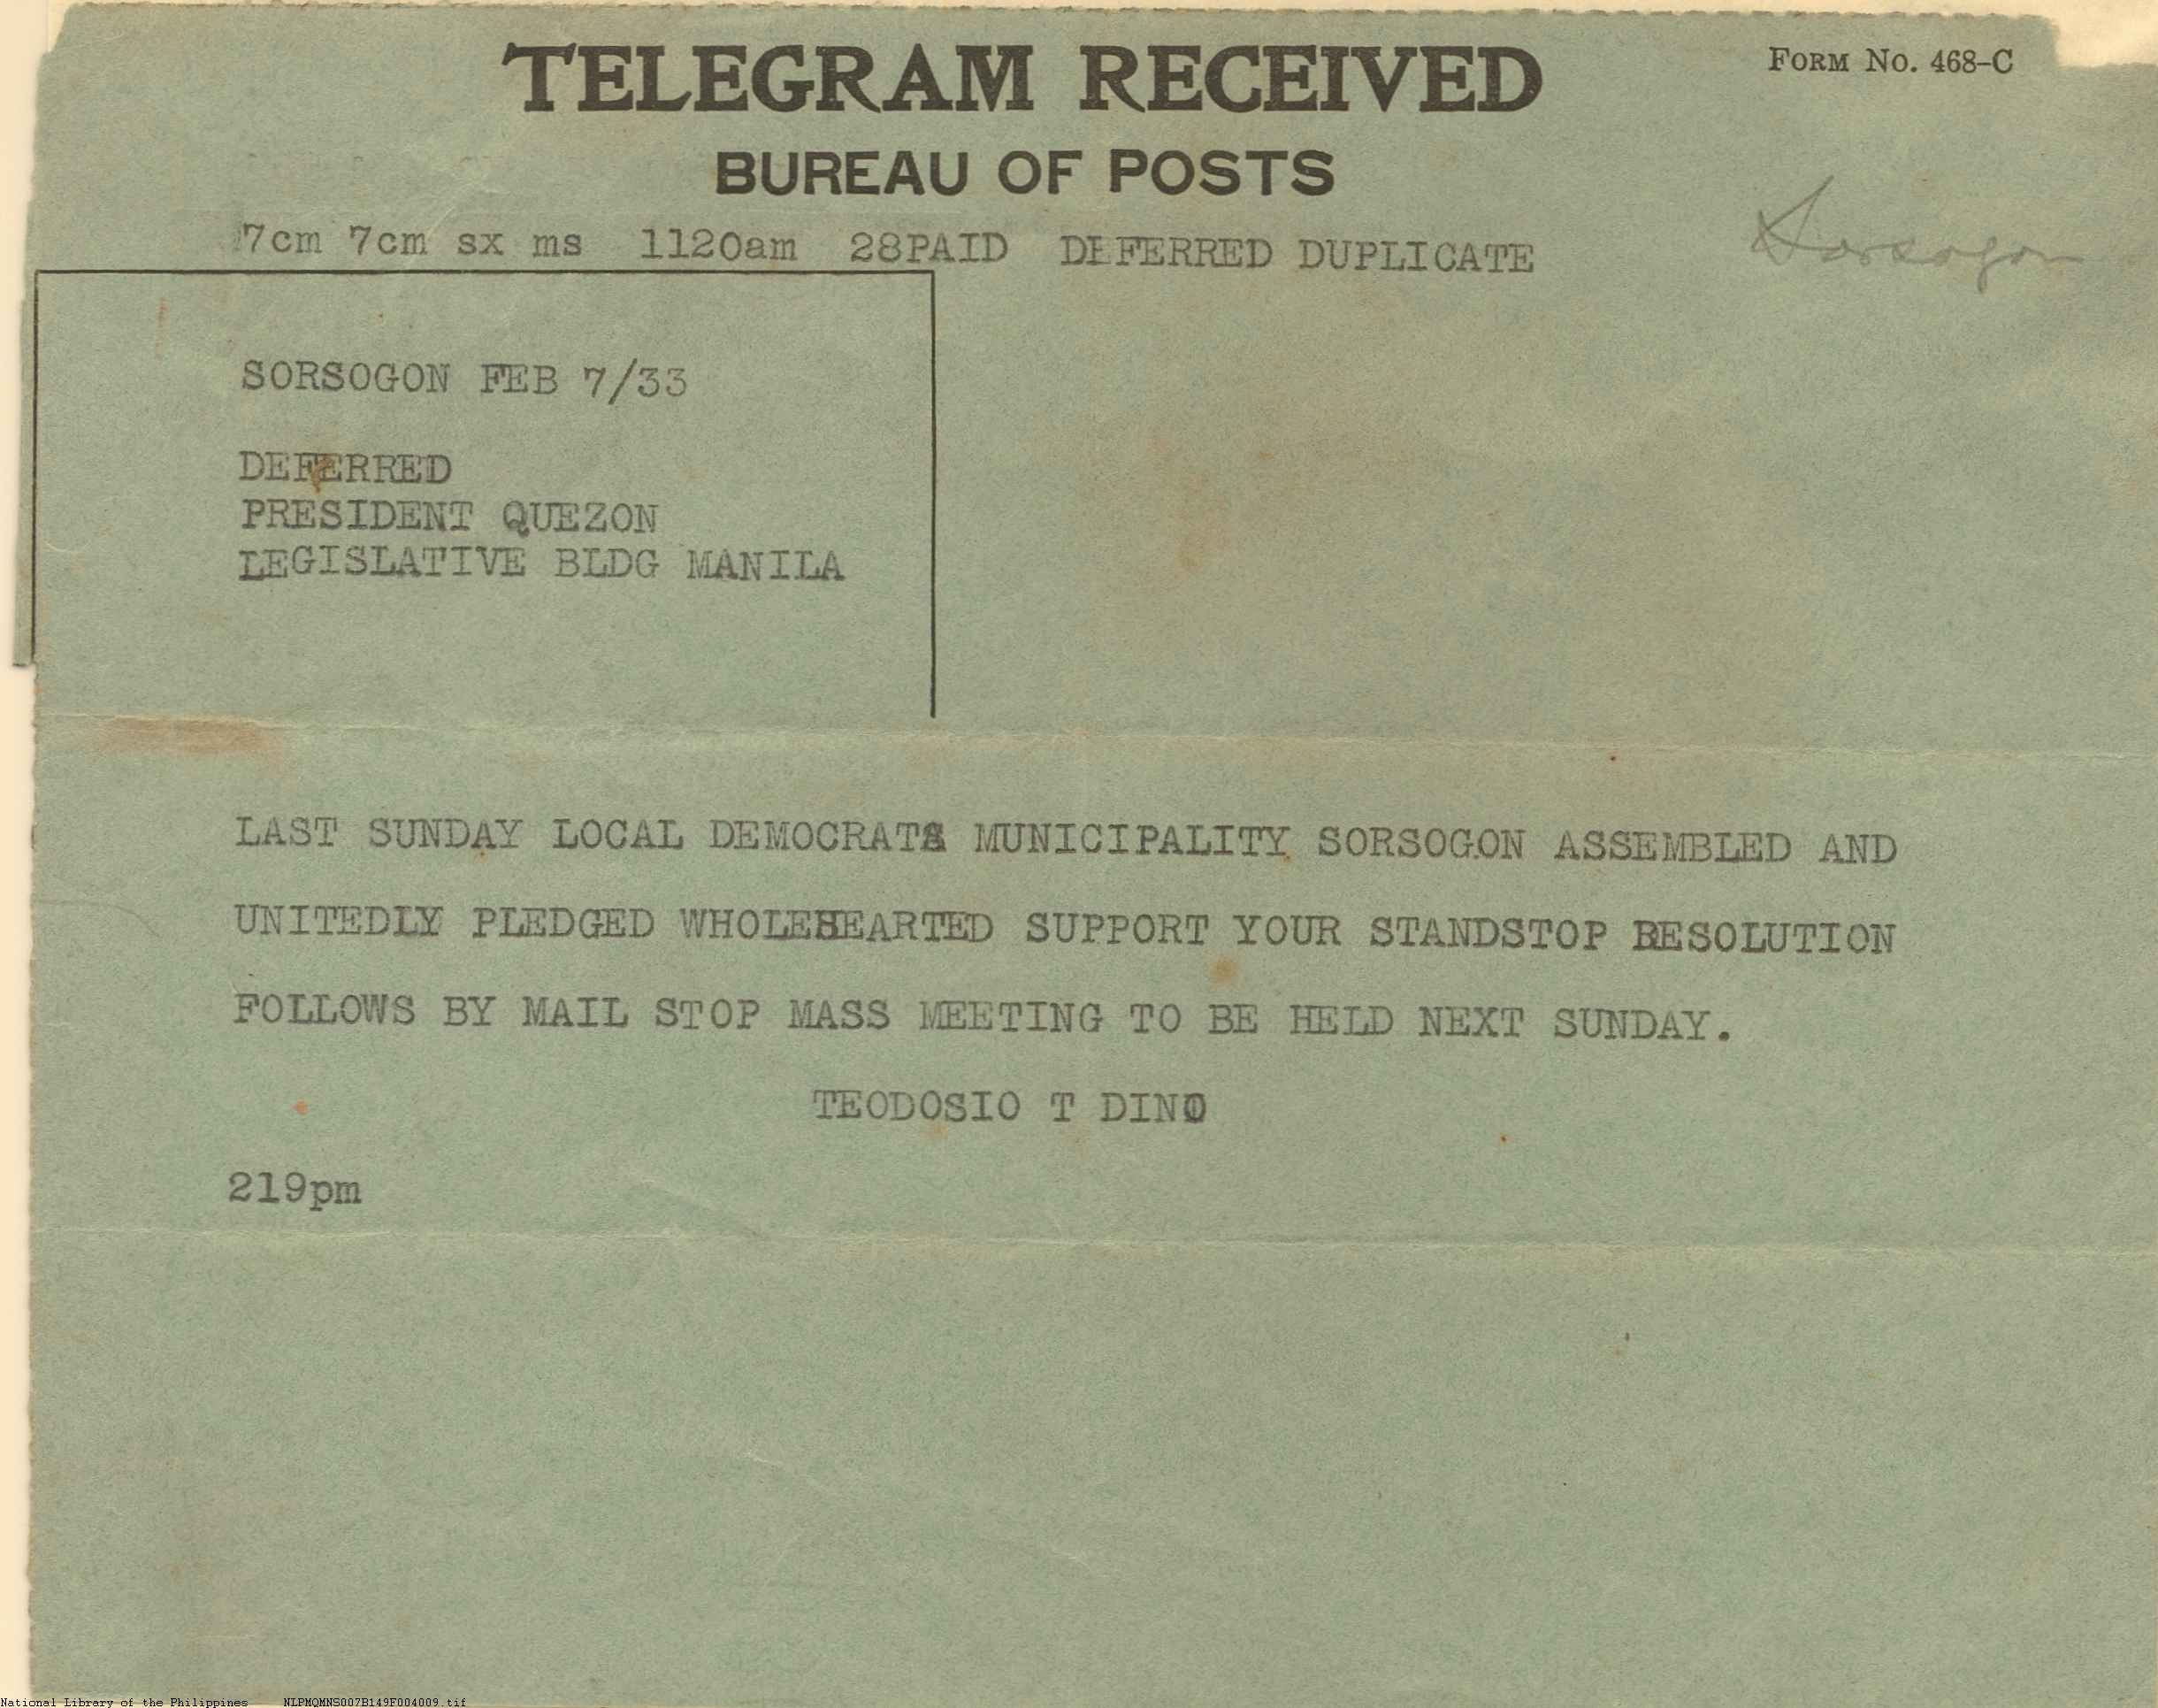 FORM No. 468-C
TELEGRAM RECEIVED
BUREAU OF POSTS
Sorsogon
7cm 7cm sx ms 1120am 28PAID DEFERRED DUPLICATE
SORSOGON FEB 7/33
DEFERRED
PRESIDENT QUEZON
LEGISLATIVE BLDG MANILA
LAST SUNDAY LOCAL DEMOCRATS MUNICIPALITY SORSOGON ASSEMBLED AND
UNITEDLY PLEDGED WHOLEHEARTED SUPPORT YOUR STANDSTOP RESOLUTION
FOLLOWS BY MAIL STOP MASS MEETING TO BE HELD NEXT SUNDAY.
TEODOSIO T DINO
219pm
National Library of the Philippines NLPMQMNS007B149F004009.tif